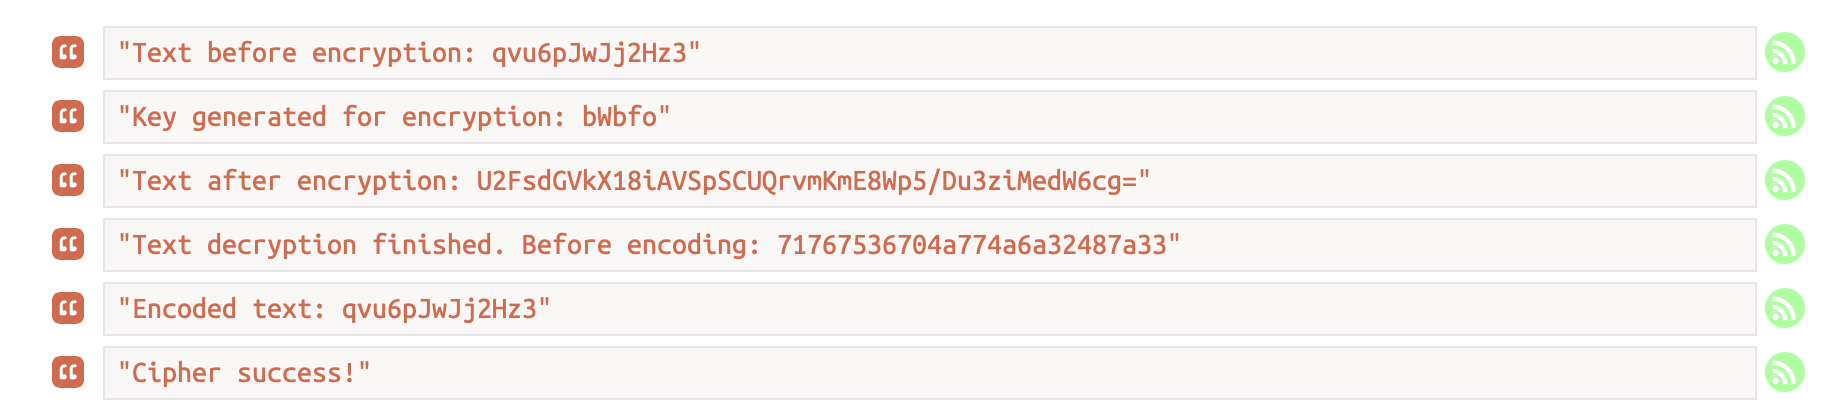 "Text before encryption: qvu6pJwJj2Hz3"
"Key generated for encryption: bWbfo"
"Text after encryption: U2FsdGVkX18iAVSpSCUQrvmKmE8Wp5/Du3ziMedW6cg="
"Text decryption finished. Before encoding: 71767536704a774a6a32487a33"
"Encoded text: qvu6pJwJj2Hz3"
"Cipher success!"